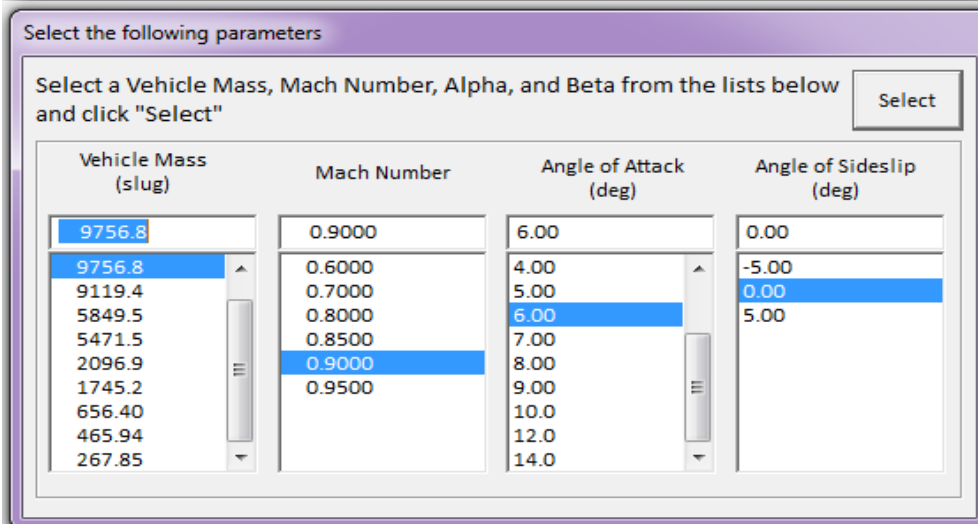 Select the following parameters
Select a Vehicle Mass, Mach Number, Alpha, and Beta from the lists below
and click "Select"
Select
Vehicle Mass
(slug)
Mach Number
Angle of Attack
(deg)
Angle of Sideslip
(deg)
9756.8
0.9000
6.00
0.00
9756.8
9119.4
5849.5
5471.5
2096.9
1745.2
656.40
465.94
267.85
0.6000
0.7000
0.8000
0.8500
0.9000
0.9500
4.00
5.00
6.00
7.00
8.00
9.00
10.0
12.0
14.0
-5.00
0.00
5.00